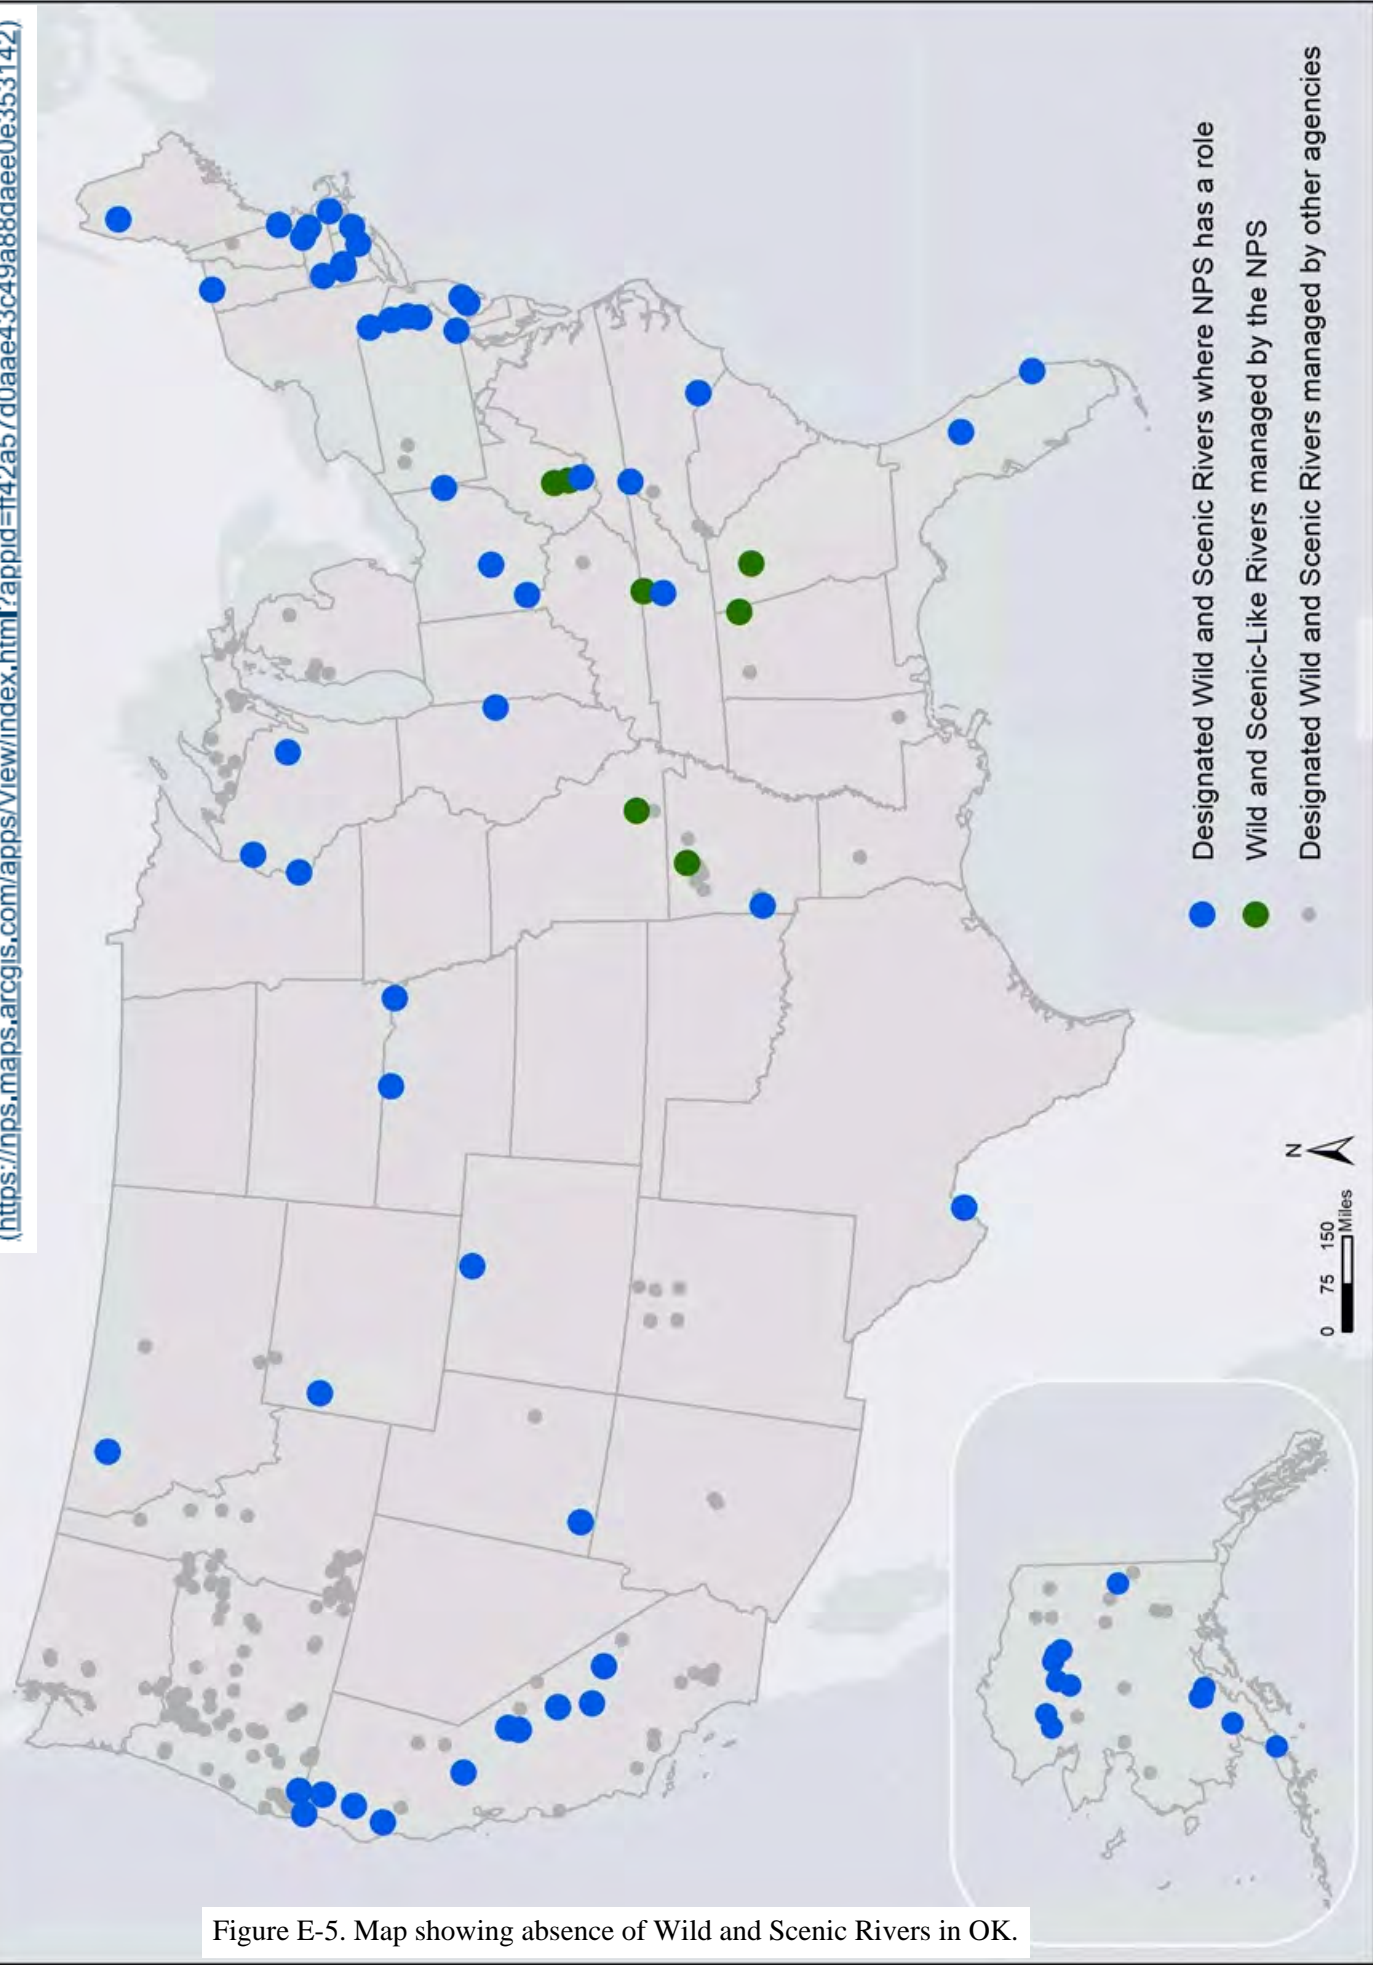 (https://nps.maps.arcgis.com/apps/View/index.html?appid=ff42a57d0aae43c49a88daee0e353142)
Designated Wild and Scenic Rivers where NPS has a role
Wild and Scenic-Like Rivers managed by the NPS
Designated Wild and Scenic Rivers managed by other agencies
N
0 75 150
Miles
Figure E-5. Map showing absence of Wild and Scenic Rivers in OK.